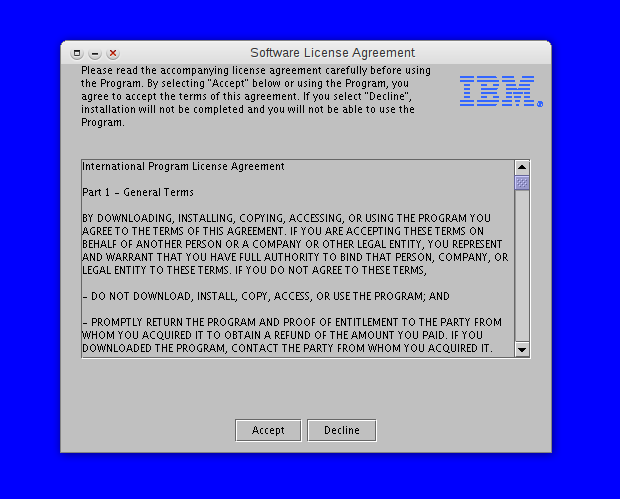 Software License Agreement
Please read the accompanying license agreement carefully before using
the Program. By selecting "Accept" below or using the Program, you
agree to accept the terms of this agreement. If you select "Decline",
installation will not be completed and you will not be able to use the
Program.
IBM®
International Program License Agreement
Part 1 - General Terms
BY DOWNLOADING, INSTALLING, COPYING, ACCESSING, OR USING THE PROGRAM YOU
AGREE TO THE TERMS OF THIS AGREEMENT. IF YOU ARE ACCEPTING THESE TERMS ON
BEHALF OF ANOTHER PERSON OR A COMPANY OR OTHER LEGAL ENTITY, YOU REPRESENT
AND WARRANT THAT YOU HAVE FULL AUTHORITY TO BIND THAT PERSON, COMPANY, OR
LEGAL ENTITY TO THESE TERMS. IF YOU DO NOT AGREE TO THESE TERMS,
- DO NOT DOWNLOAD, INSTALL, COPY, ACCESS, OR USE THE PROGRAM; AND
- PROMPTLY RETURN THE PROGRAM AND PROOF OF ENTITLEMENT TO THE PARTY FROM
WHOM YOU ACQUIRED IT TO OBTAIN A REFUND OF THE AMOUNT YOU PAID. IF YOU
DOWNLOADED THE PROGRAM, CONTACT THE PARTY FROM WHOM YOU ACQUIRED IT.
Accept Decline